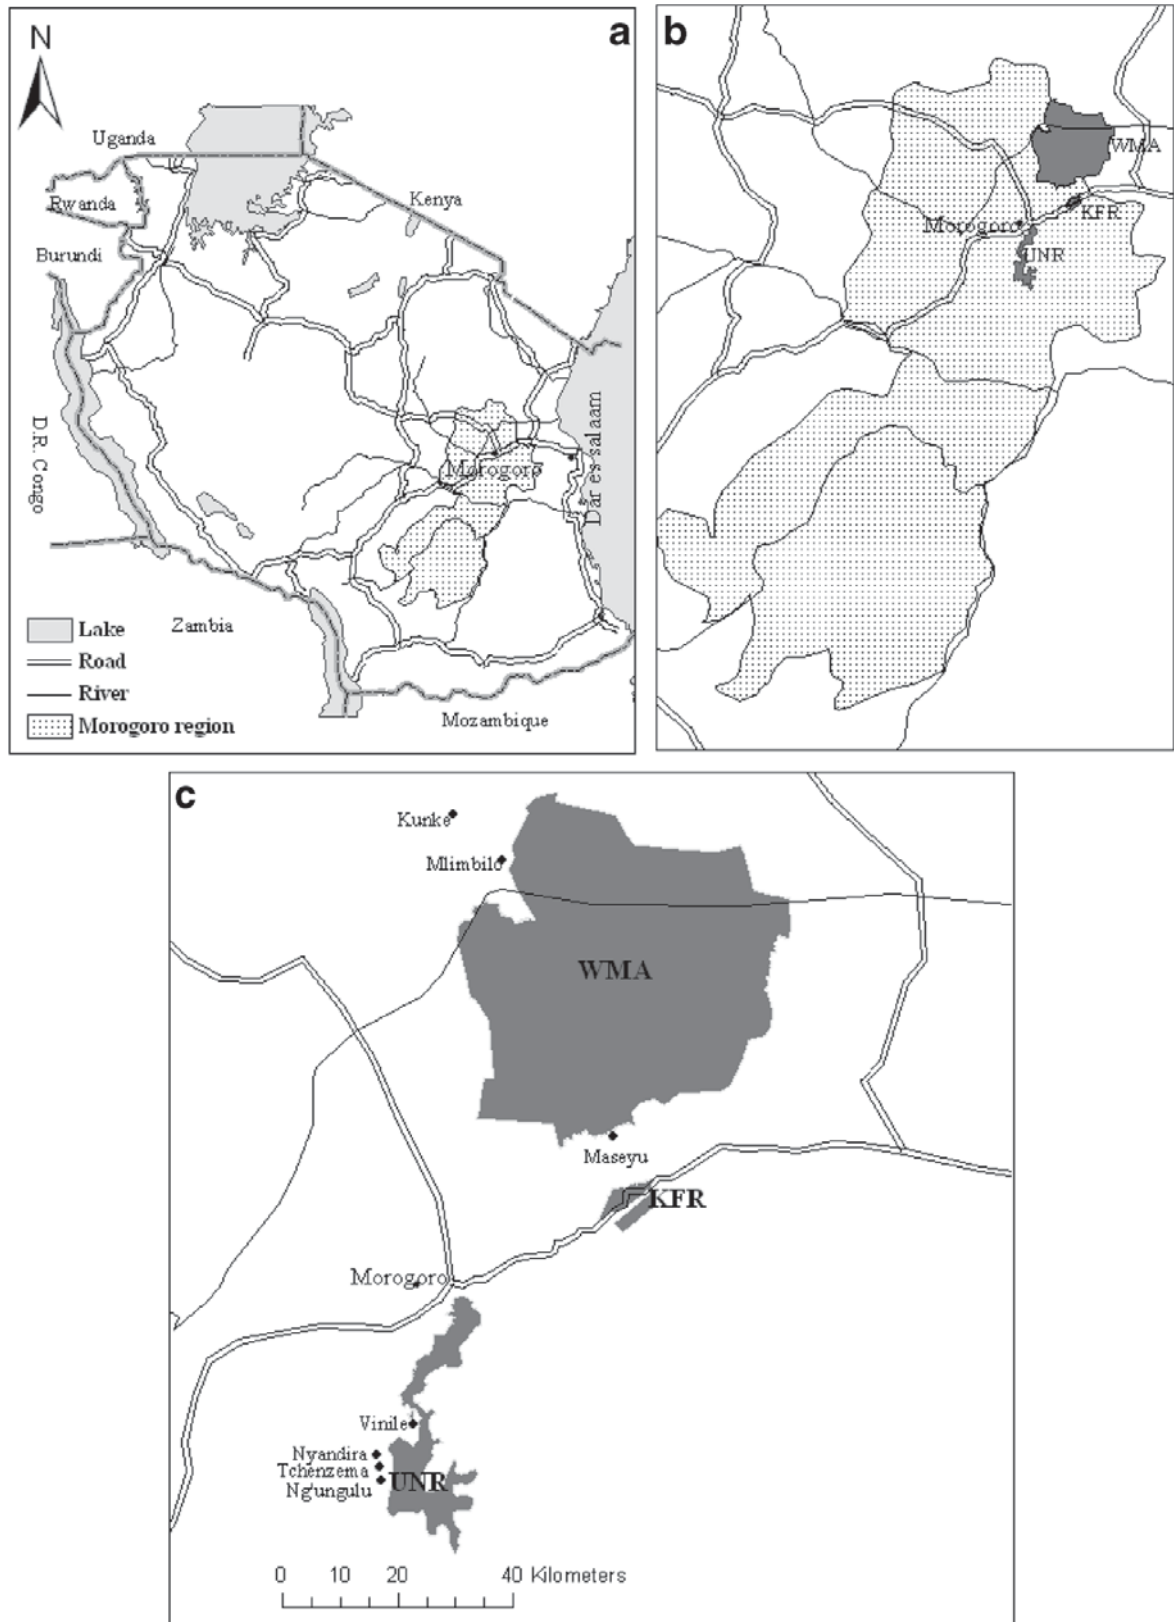 N
a
Uganda
Rwanda
Kenya
Burundi
D.R. Congo
Morogoro
Dar es salaam
Zambia
Mozambique
Lake
Road
River
Morogoro region
b
WMA
KFR
Morogoro
UNR
c
Kunke
Mlimbilo
WMA
Maseyu
KFR
Morogoro
Vinile
Nyandira
Tchenzema
Ng'ungulu
UNR
0 10 20 40 Kilometers